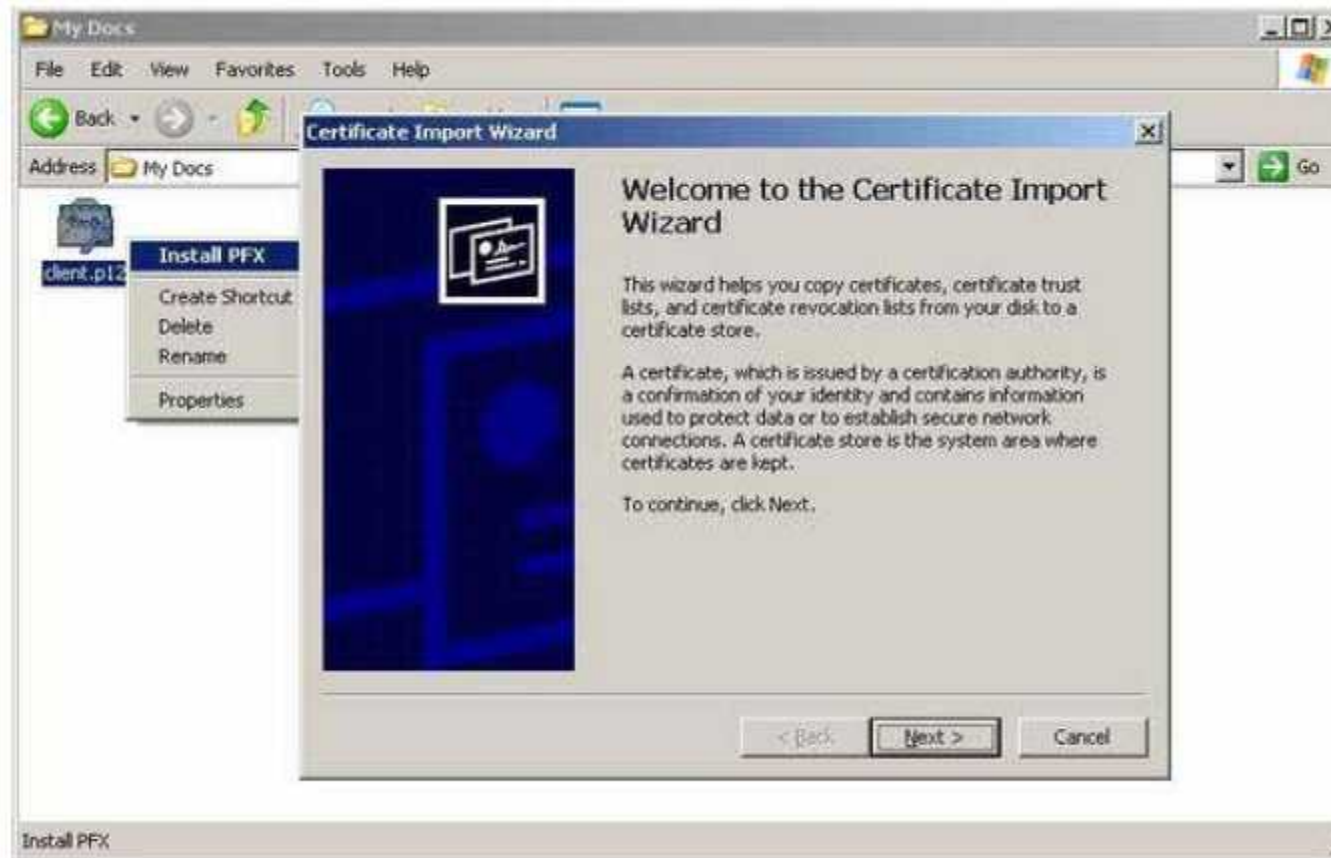 My Docs
File Edit View Favorites Tools Help
Back
Address My Docs Go
client.p12
Install PFX
Create Shortcut
Delete
Rename
Properties
Certificate Import Wizard
Welcome to the Certificate Import
Wizard
This wizard helps you copy certificates, certificate trust
lists, and certificate revocation lists from your disk to a
certificate store.
A certificate, which is issued by a certification authority, is
a confirmation of your identity and contains information
used to protect data or to establish secure network
connections. A certificate store is the system area where
certificates are kept.
To continue, click Next.
< Back Next > Cancel
Install PFX